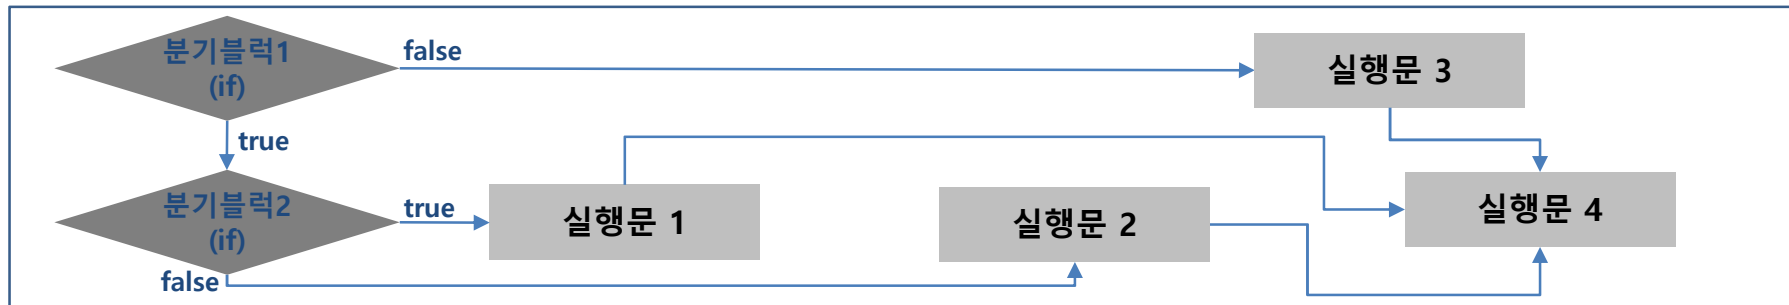 분기블럭1
(if)
false
실행문 3
true
분기블럭2
(if)
true
실행문 1
실행문 2
실행문 4
false